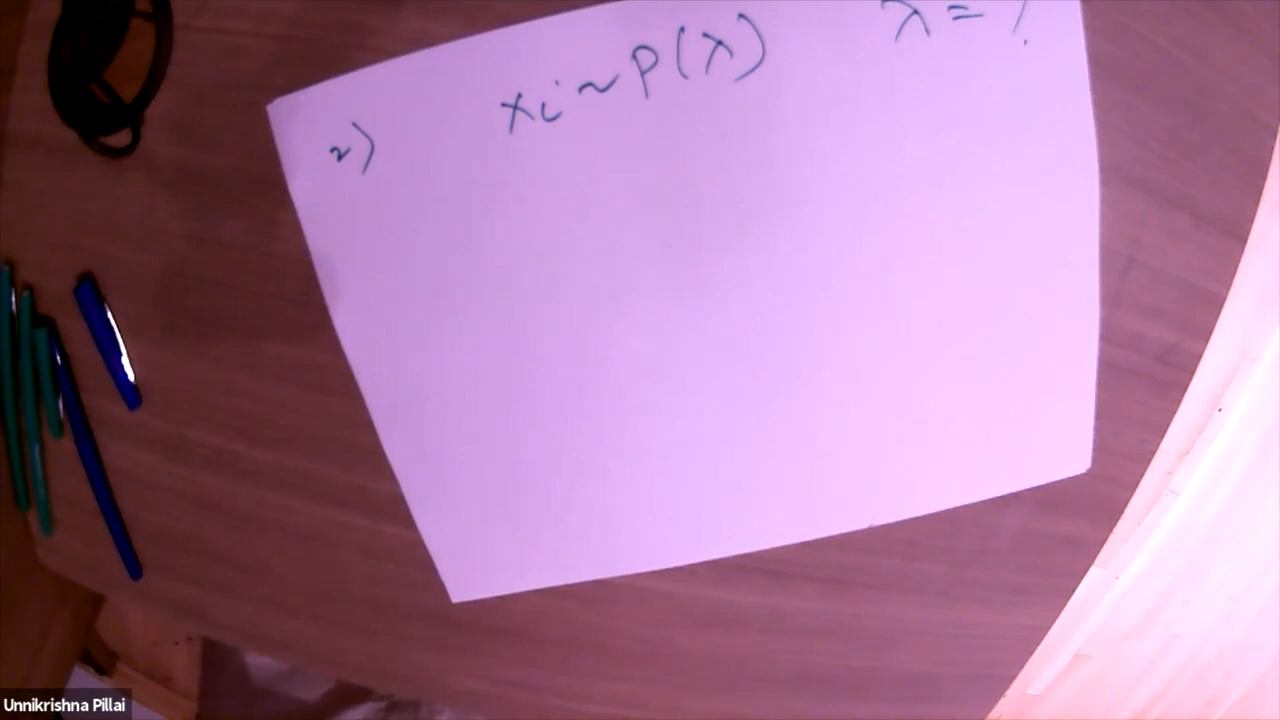 2) xi ~ P(λ) λ = ?
Unnikrishna Pillai